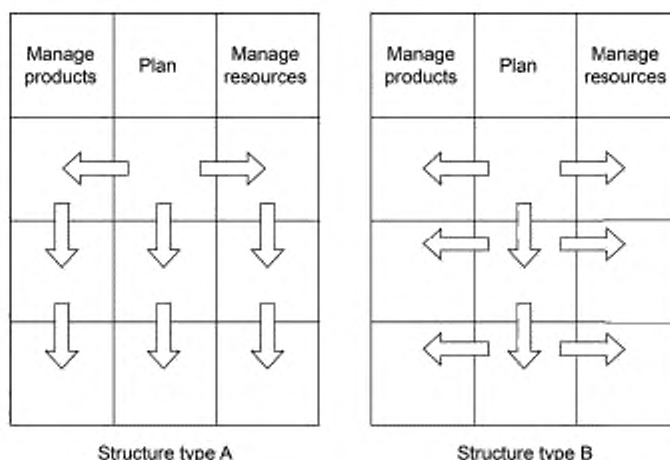 Manage
products
Plan
Manage
resources
Manage
products
Plan
Manage
resources
Structure type A
Structure type B